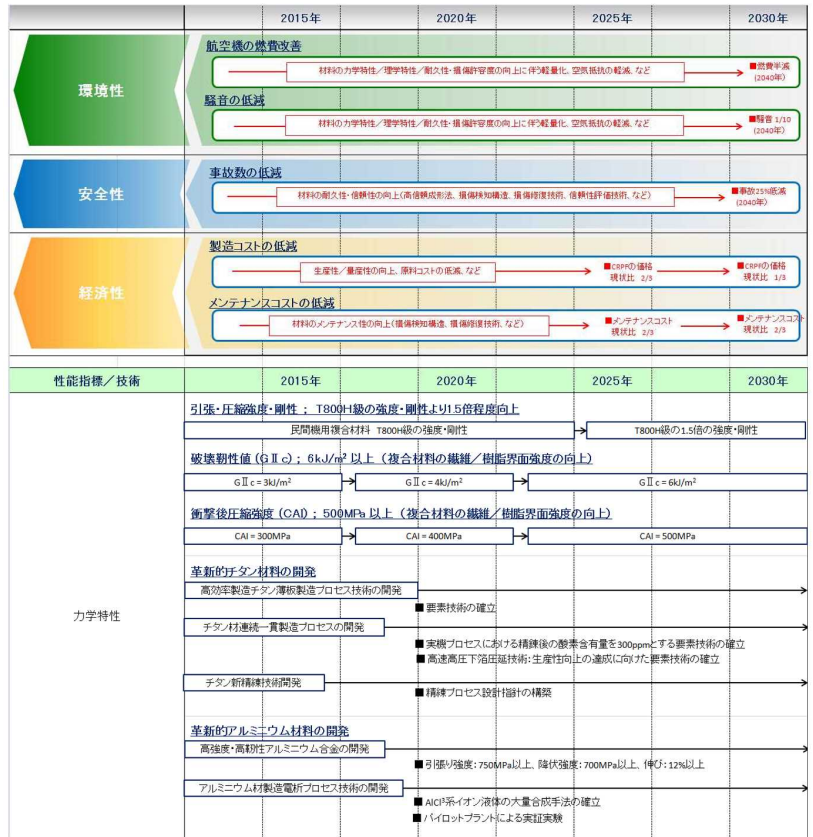 2015年 2020年 2025年 2030年
環境性
航空機の燃費改善
材料の力学特性／理学特性／耐久性・損傷許容度の向上に伴う軽量化、空気抵抗の軽減、など
■燃費半減
(2040年)
騒音の低減
材料の力学特性／理学特性／耐久性・損傷許容度の向上に伴う軽量化、空気抵抗の軽減、など
■騒音 1/10
(2040年)
安全性
事故数の低減
材料の耐久性・信頼性の向上(高信頼成形法、損傷検知構造、損傷修復技術、信頼性評価技術、など)
■事故25%低減
(2040年)
経済性
製造コストの低減
生産性／量産性の向上、原料コストの低減、など
■CRPFの価格
現状比 2/3
■CRPFの価格
現状比 1/3
メンテナンスコストの低減
材料のメンテナンス性の向上(損傷検知構造、損傷修復技術、など)
■メンテナンスコスト
現状比 2/3
■メンテナンスコスト
現状比 2/3
性能指標／技術 2015年 2020年 2025年 2030年
力学特性
引張・圧縮強度・剛性 ； T800H級の強度・剛性より1.5倍程度向上
民間機用複合材料 T800H級の強度・剛性
T800H級の1.5倍の強度・剛性
破壊靭性値(GⅡc)； 6kJ/m²以上 (複合材料の繊維／樹脂界面強度の向上)
GⅡc = 3kJ/m²
GⅡc = 4kJ/m²
GⅡc = 6kJ/m²
衝撃後圧縮強度(CAI)； 500MPa以上 (複合材料の繊維／樹脂界面強度の向上)
CAI = 300MPa
CAI = 400MPa
CAI = 500MPa
革新的チタン材料の開発
高効率製造チタン薄板製造プロセス技術の開発
■要素技術の確立
チタン材連続一貫製造プロセスの開発
■実機プロセスにおける精錬後の酸素含有量を300ppmとする要素技術の確立
■高速高圧下箔圧延技術：生産性向上の達成に向けた要素技術の確立
チタン新精練技術開発
■精練プロセス設計指針の構築
革新的アルミニウム材料の開発
高強度・高靭性アルミニウム合金の開発
■引張り強度：750MPa以上、降伏強度：700MPa以上、伸び：12%以上
アルミニウム材製造電析プロセス技術の開発
■AlCl³系イオン液体の大量合成手法の確立
■パイロットプラントによる実証実験